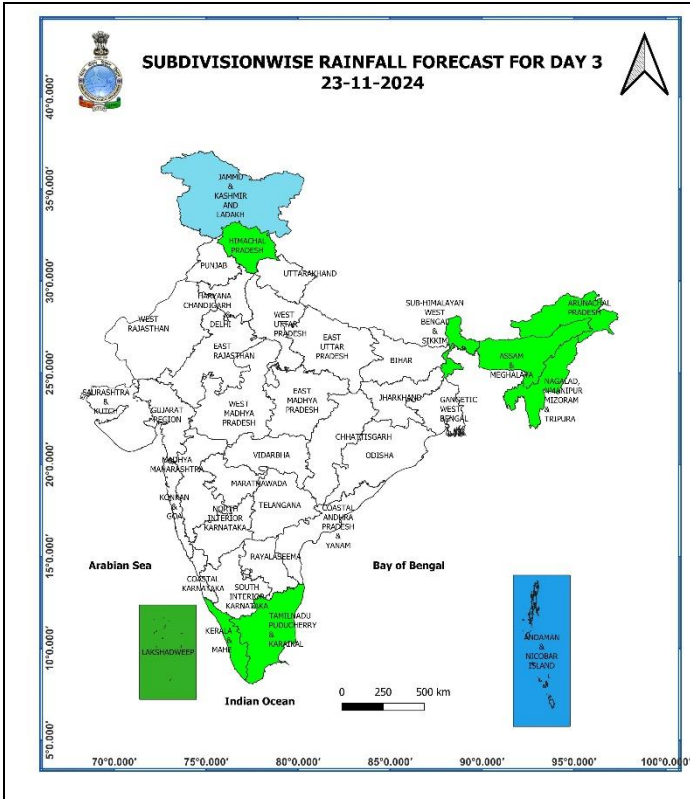 SUBDIVISIONWISE RAINFALL FORECAST FOR DAY 3
23-11-2024
40°0.000'
35°0.000'
30°0.000'
25°0.000'
20°0.000'
15°0.000'
10°0.000'
5°0.000'
JAMMU
&
KASHMIR
AND
LADAKH
HIMACHAL
PRADESH
PUNJAB
UTTARAKHAND
HARYANA
CHANDIGARH
&
DELHI
WEST
RAJASTHAN
WEST
UTTAR
PRADESH
EAST
UTTAR
PRADESH
EAST
RAJASTHAN
SUB-HIMALAYAN
WEST
BENGAL
&
SIKKIM
ARUNACHAL
PRADESH
ASSAM
&
MEGHALAYA
NAGALAD,
MANIPUR
MIZORAM
&
TRIPURA
BIHAR
SAURASHTRA
&
KUTCH
GUJARAT
REGION
WEST
MADHYA
PRADESH
EAST
MADHYA
PRADESH
JHARKHAND
GANGETIC
WEST
BENGAL
CHHATTISGARH
ODISHA
VIDARBHA
MADHYA
MAHARASHTRA
MARATHWADA
KONKAN
&
GOA
NORTH
INTERIOR
KARNATAKA
TELANGANA
COASTAL
ANDHRA
PRADESH
&
YANAM
RAYALASEEMA
Arabian Sea
Bay of Bengal
COASTAL
KARNATAKA
SOUTH
INTERIOR
KARNATAKA
TAMILNADU
PUDUCHERRY
&
KARAIKAL
KERALA
&
MAHE
LAKSHADWEEP
ANDAMAN
&
NICOBAR
ISLAND
Indian Ocean
0 250 500 km
70°0.000' 75°0.000' 80°0.000' 85°0.000' 90°0.000' 95°0.000' 100°0.000'